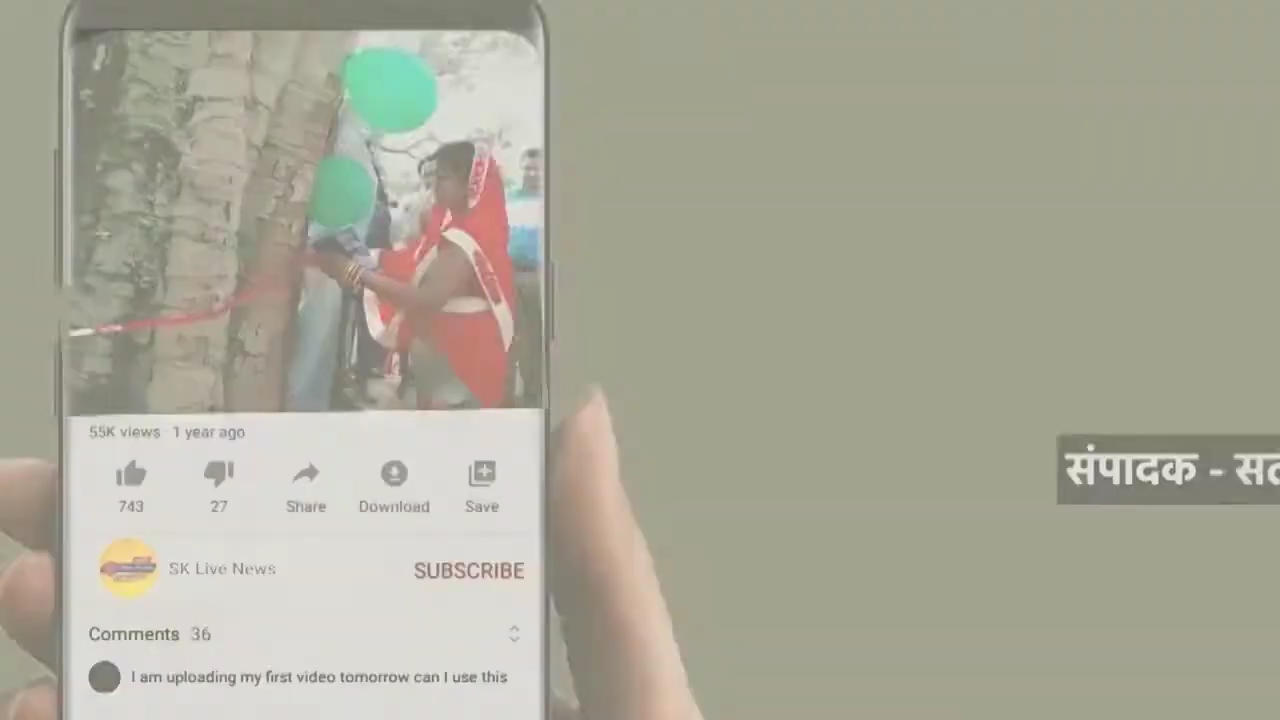 55K views · 1 year ago
743
27
Share
Download
Save
SK Live News
SUBSCRIBE
Comments 36
I am uploading my first video tomorrow can I use this
संपादक -